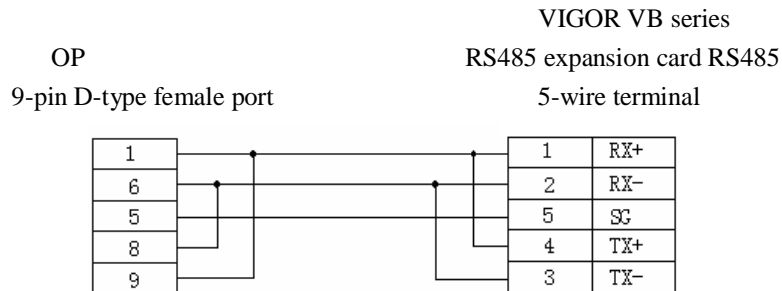 VIGOR VB series
OP RS485 expansion card RS485
9-pin D-type female port 5-wire terminal
1 1 RX+
6 2 RX-
5 5 SG
8 4 TX+
9 3 TX-